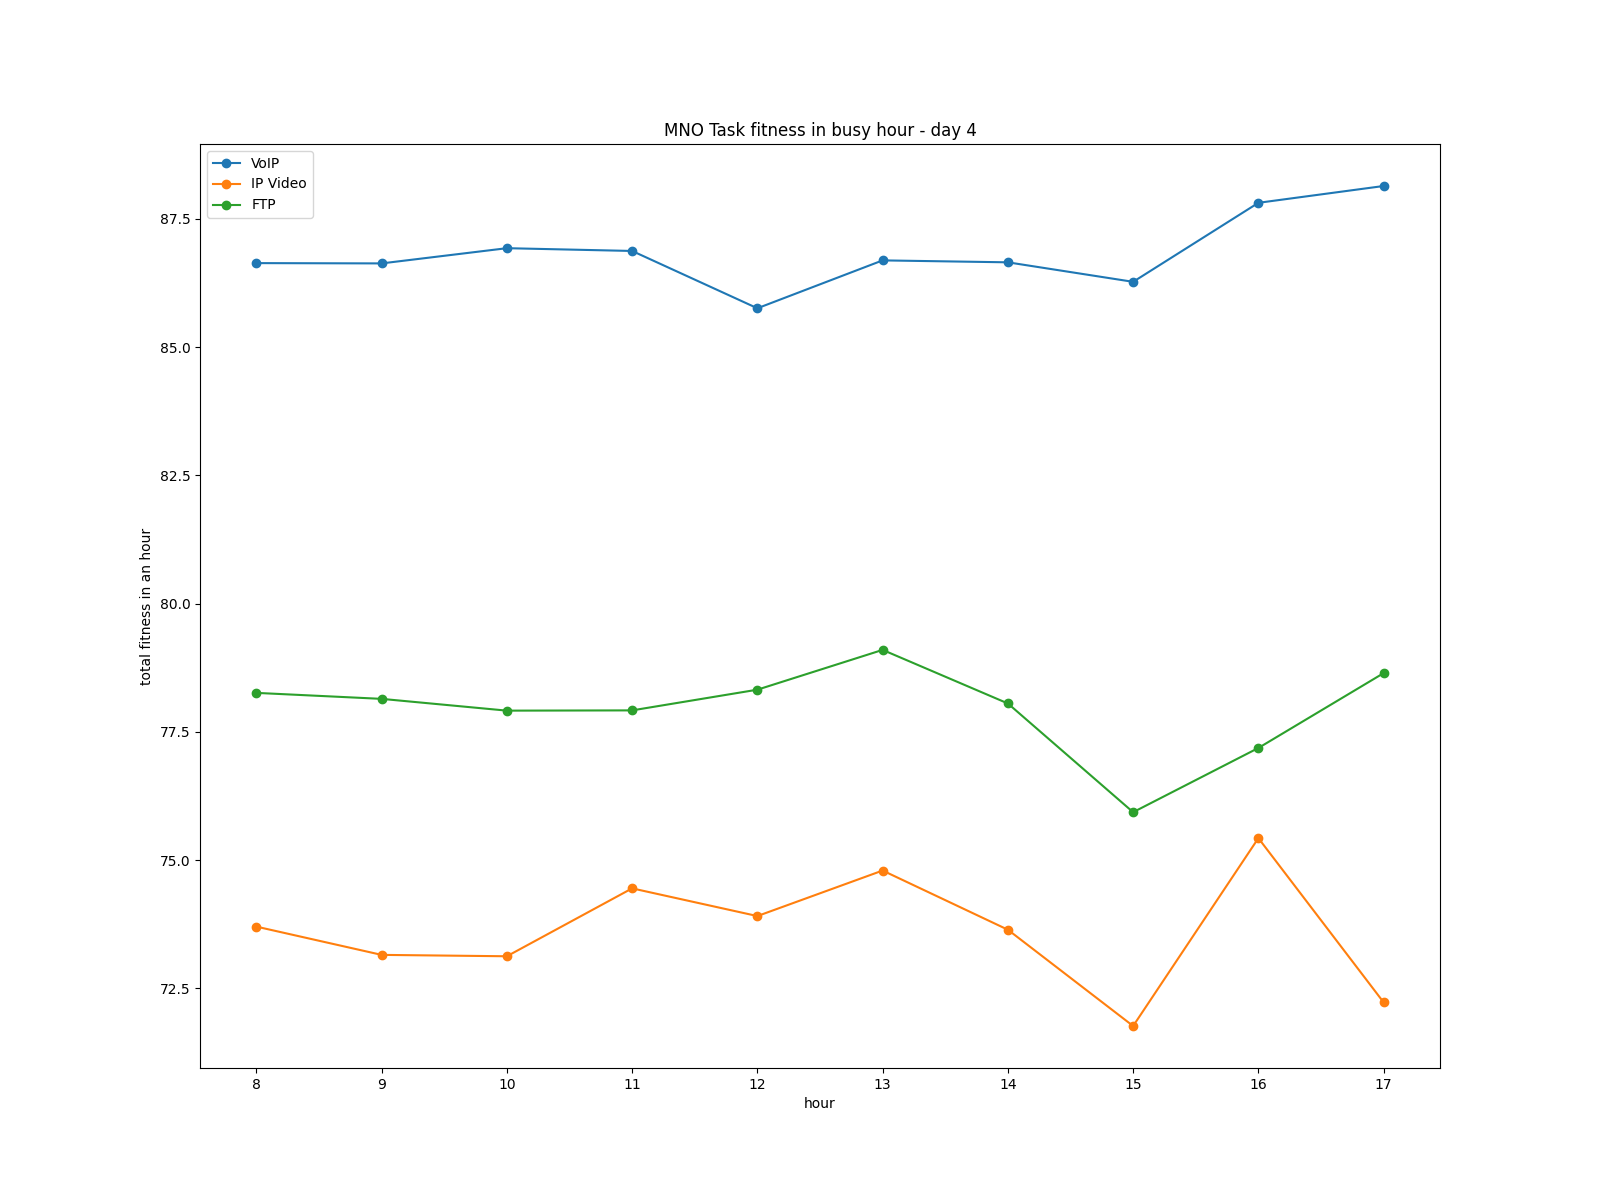 MNO Task fitness in busy hour - day 4
VoIP
IP Video
FTP
87.5
85.0
82.5
80.0
77.5
75.0
72.5
total fitness in an hour
8 9 10 11 12 13 14 15 16 17
hour